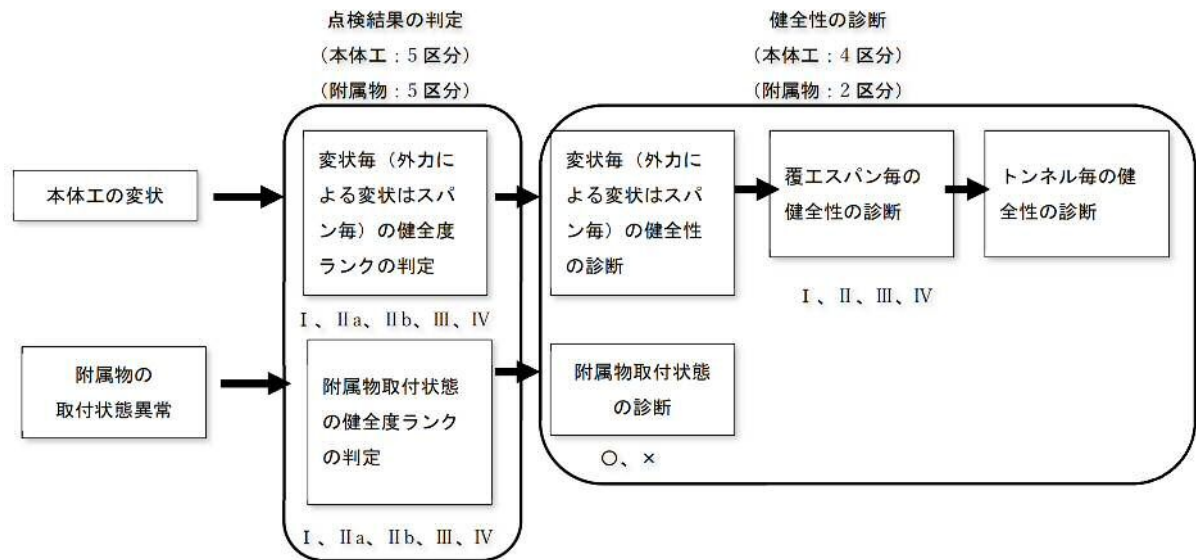 点検結果の判定
(本体工：5 区分)
(附属物：5 区分)
健全性の診断
(本体工：4 区分)
(附属物：2 区分)
本体工の変状
変状毎（外力に
よる変状はスパ
ン毎）の健全度
ランクの判定
Ⅰ、Ⅱa、Ⅱb、Ⅲ、Ⅳ
変状毎（外力に
よる変状はスパ
ン毎）の健全性
の診断
覆工スパン毎の
健全性の診断
トンネル毎の健
全性の診断
Ⅰ、Ⅱ、Ⅲ、Ⅳ
附属物の
取付状態異常
附属物取付状態
の健全度ランク
の判定
Ⅰ、Ⅱa、Ⅱb、Ⅲ、Ⅳ
附属物取付状態
の診断
○、×